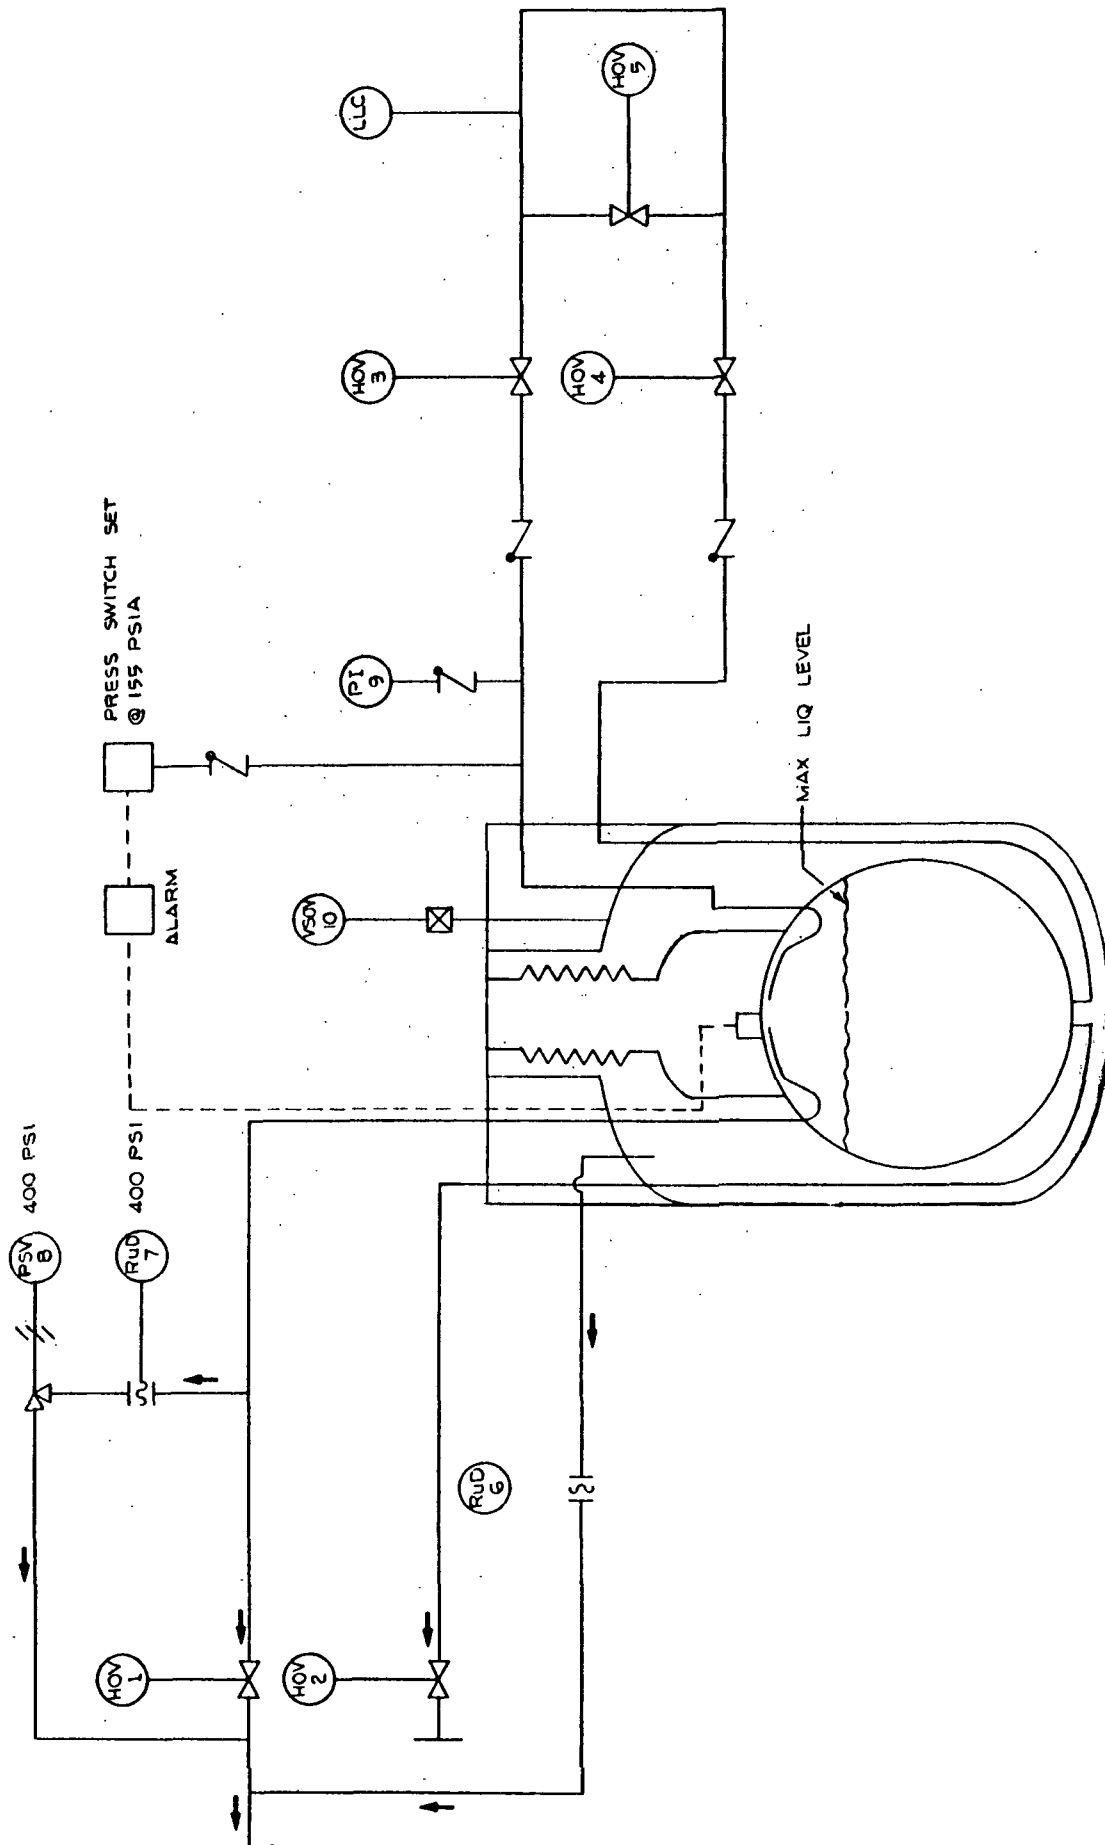 PSV
8
400 PSI
RuD
7
400 PSI
HOV
1
HOV
2
RuD
6
ALARM
PRESS SWITCH SET
@ 155 PSIA
VSOV
10
PI
9
HOV
3
LLC
HOV
4
HOV
5
MAX LIQ LEVEL